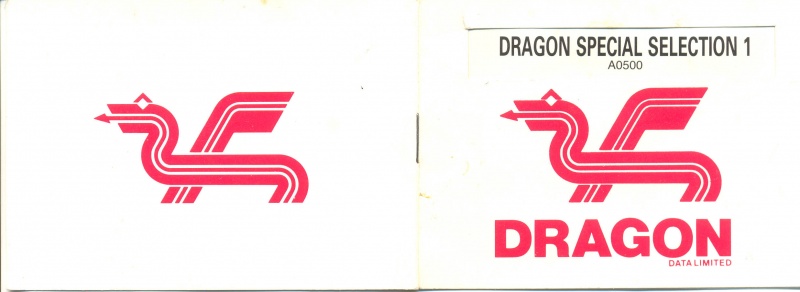 DRAGON SPECIAL SELECTION 1
A0500
DRAGON
DATA LIMITED